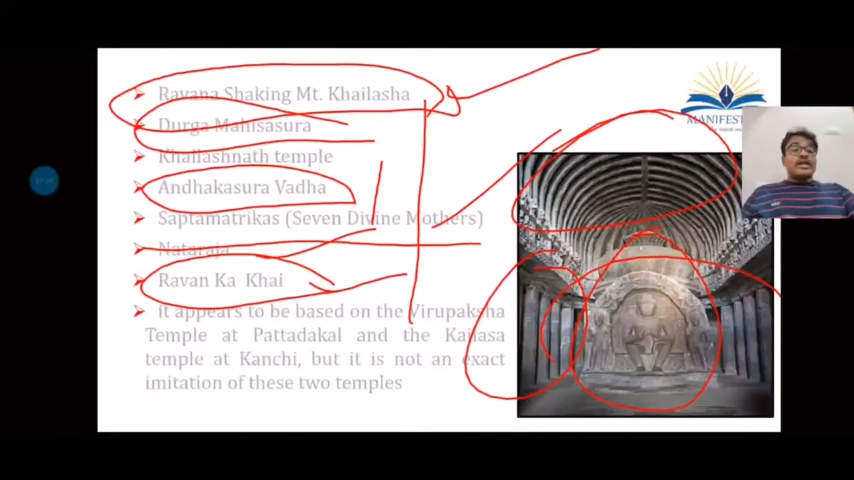 Ravana Shaking Mt. Khailasha
MANIFEST
Durga Mahisasura
Khailashnath temple
Andhakasura Vadha
Saptamatrikas (Seven Divine Mothers)
Nataraja
Ravan Ka Khai
it appears to be based on the Virupaksha
Temple at Pattadakal and the Kailasa
temple at Kanchi, but it is not an exact
imitation of these two temples